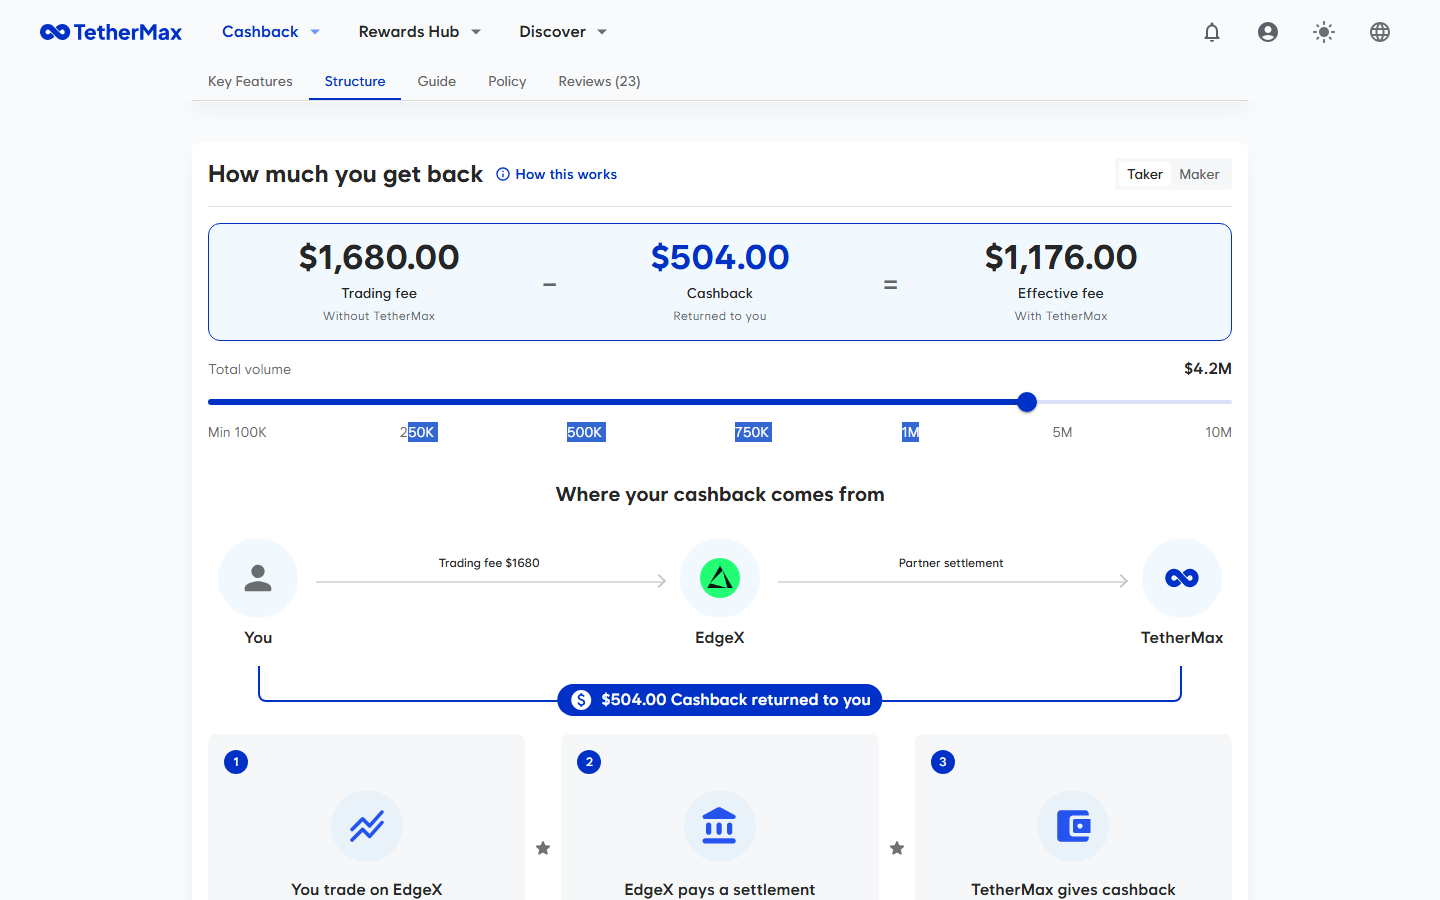 TetherMax Cashback Rewards Hub Discover
Key Features Structure Guide Policy Reviews (23)
How much you get back How this works Taker Maker
$1,680.00 – $504.00 = $1,176.00
Trading fee Cashback Effective fee
Without TetherMax Returned to you With TetherMax
Total volume $4.2M
Min 100K 250K 500K 750K 1M 5M 10M
Where your cashback comes from
Trading fee $1680 Partner settlement
You EdgeX TetherMax
$ $504.00 Cashback returned to you
1 2 3
You trade on EdgeX EdgeX pays a settlement TetherMax gives cashback